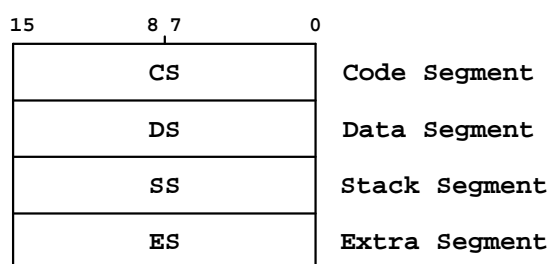 15 8 7 0
CS Code Segment
DS Data Segment
SS Stack Segment
ES Extra Segment